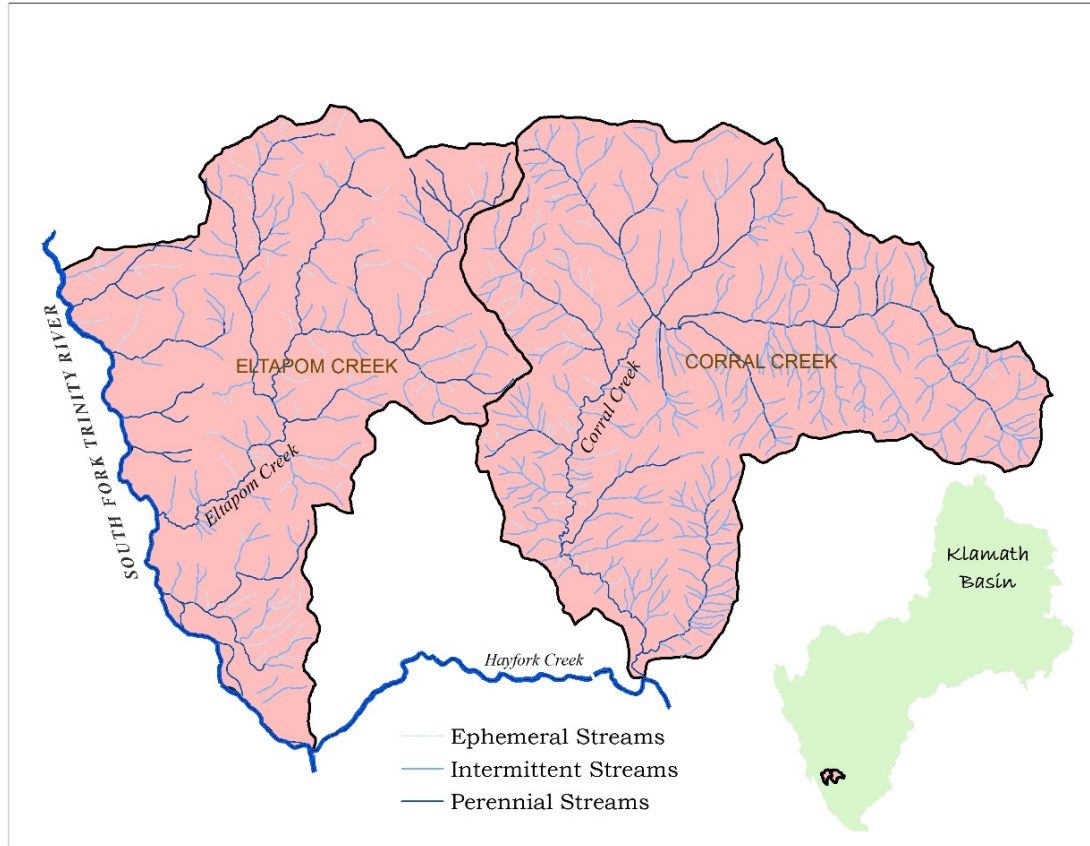 SOUTH FORK TRINITY RIVER
ELTAPOM CREEK
CORRAL CREEK
Corral Creek
Eltapom Creek
Klamath
Basin
Hayfork Creek
Ephemeral Streams
Intermittent Streams
Perennial Streams